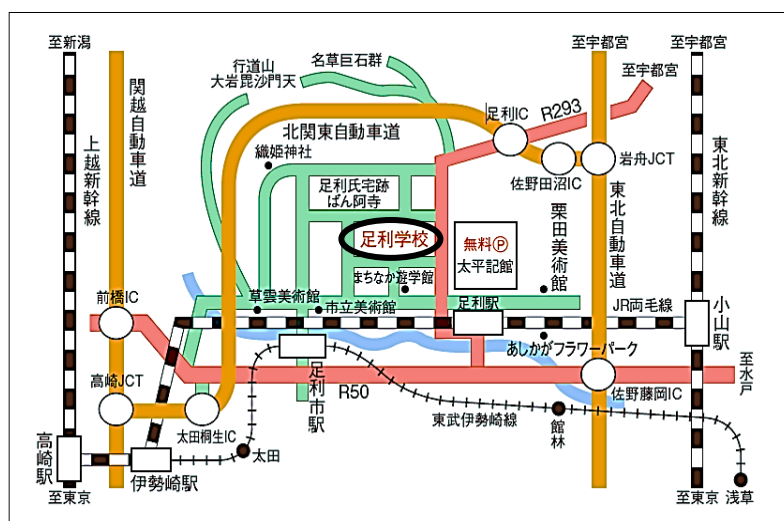 至新潟
至宇都宮
至宇都宮
行道山
大岩毘沙門天
名草巨石群
至宇都宮
関越自動車道
上越新幹線
北関東自動車道
足利IC
R293
織姫神社
佐野田沼IC
岩舟JCT
東北新幹線
足利氏宅跡
ばん阿寺
東北自動車道
栗田美術館
足利学校
無料Ⓟ
太平記館
まちなか遊学館
前橋IC
草雲美術館
市立美術館
足利駅
JR両毛線
小山駅
あしかがフラワーパーク
足利市駅
至水戸
高崎JCT
R50
佐野藤岡IC
太田桐生IC
東武伊勢崎線
館林
高崎駅
太田
伊勢崎駅
至東京
至東京
浅草